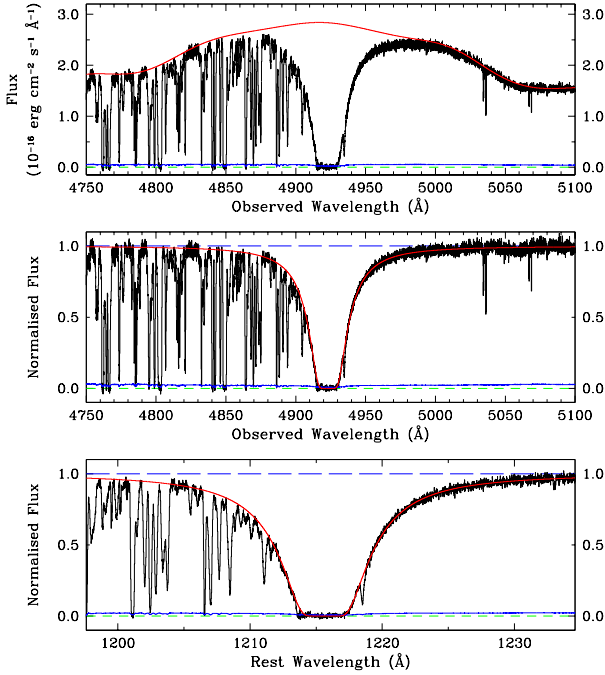 3.0
3.0
2.0
2.0
1.0
1.0
0.0
0.0
Flux
(10⁻¹⁶ erg cm⁻² s⁻¹ Å⁻¹)
4750 4800 4850 4900 4950 5000 5050 5100
Observed Wavelength (Å)
1.0
1.0
0.5
0.5
0.0
0.0
Normalised Flux
Normalised Flux
4750 4800 4850 4900 4950 5000 5050 5100
Observed Wavelength (Å)
1.0
1.0
0.5
0.5
0.0
0.0
Normalised Flux
Normalised Flux
1200 1210 1220 1230
Rest Wavelength (Å)